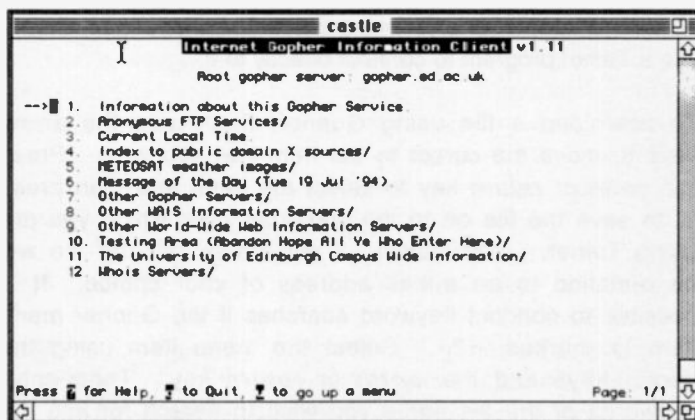 castle
Internet Gopher Information Client v1.11
Root gopher server: gopher.ed.ac.uk
--> 1. Information about this Gopher Service.
2. Anonymous FTP Services/
3. Current Local Time.
4. Index to public domain X sources/
5. METEOSAT weather images/
6. Message of the Day (Tue 19 Jul '94).
7. Other Gopher Servers/
8. Other WAIS Information Servers/
9. Other World-Wide Web Information Servers/
10. Testing Area (Abandon Hope All Ye Who Enter Here)/
11. The University of Edinburgh Campus Wide Information/
12. Whois Servers/
Press ? for Help, q to Quit, u to go up a menu Page: 1/1